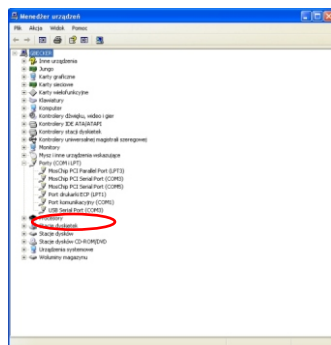 Menedżer urządzeń
Plik Akcja Widok Pomoc
Inne urządzenia
Jungo
Karty graficzne
Karty sieciowe
Karty wielofunkcyjne
Klawiatury
Komputer
Kontrolery dźwięku, wideo i gier
Kontrolery IDE ATA/ATAPI
Kontrolery stacji dyskietek
Kontrolery uniwersalnej magistrali szeregowej
Monitory
Mysz i inne urządzenia wskazujące
Porty (COM i LPT)
MosChip PCI Parallel Port (LPT3)
MosChip PCI Serial Port (COM3)
MosChip PCI Serial Port (COM5)
Port drukarki ECP (LPT1)
Port komunikacyjny (COM1)
USB Serial Port (COM3)
Procesory
Stacje dyskietek
Stacje dysków
Stacje dysków CD-ROM/DVD
Urządzenia systemowe
Woluminy magazynu